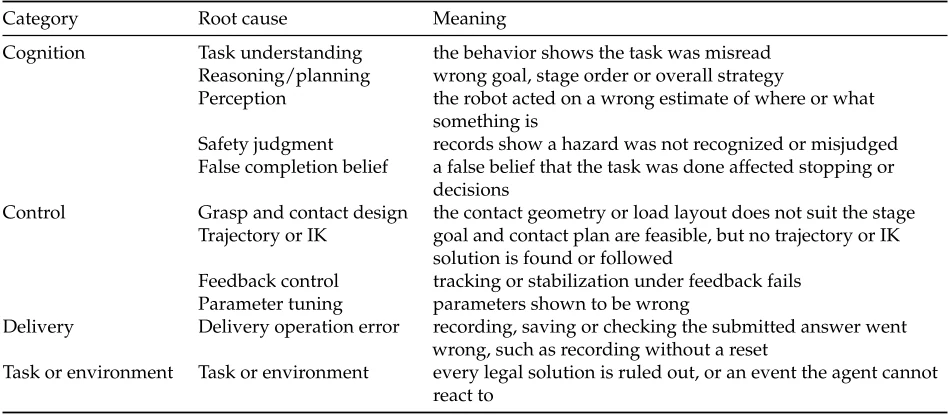 Category Root cause Meaning
Cognition Task understanding the behavior shows the task was misread
Reasoning/planning wrong goal, stage order or overall strategy
Perception the robot acted on a wrong estimate of where or what
something is
Safety judgment records show a hazard was not recognized or misjudged
False completion belief a false belief that the task was done affected stopping or
decisions
Control Grasp and contact design the contact geometry or load layout does not suit the stage
Trajectory or IK goal and contact plan are feasible, but no trajectory or IK
solution is found or followed
Feedback control tracking or stabilization under feedback fails
Parameter tuning parameters shown to be wrong
Delivery Delivery operation error recording, saving or checking the submitted answer went
wrong, such as recording without a reset
Task or environment Task or environment every legal solution is ruled out, or an event the agent cannot
react to